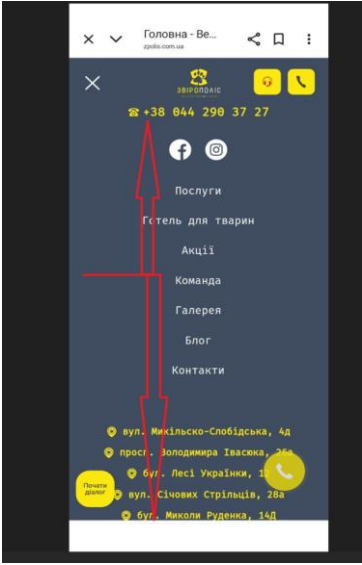 Головна - Ве...
zpolis.com.ua
ЗВІРОПОЛІС
+38 044 290 37 27
Послуги
Готель для тварин
Акції
Команда
Галерея
Блог
Контакти
вул. Микільско-Слобідська, 4д
просп. Володимира Івасюка, 26а
бул. Лесі Українки,
Почати
діалог
вул. Січових Стрільців, 28а
бул. Миколи Руденка, 14Д